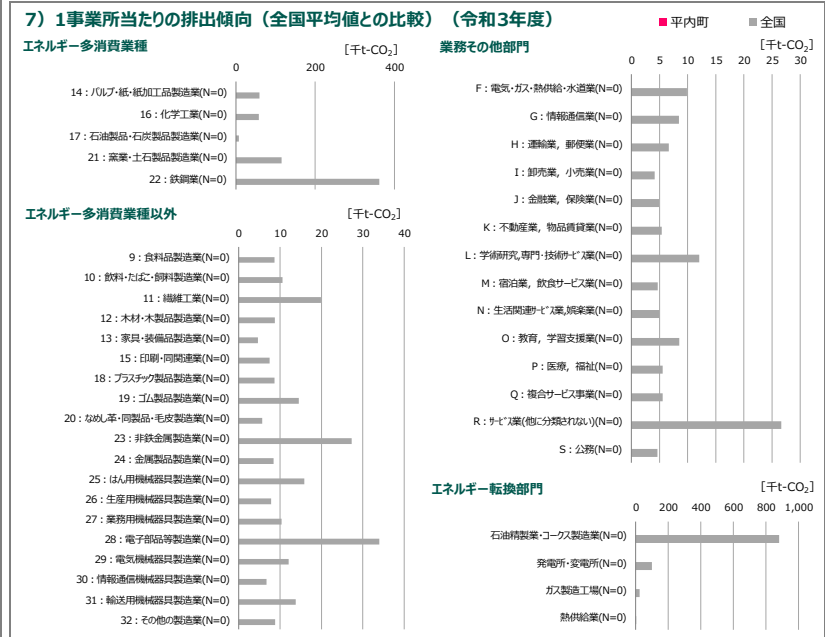 7）1事業所当たりの排出傾向（全国平均値との比較）（令和3年度）
■平内町 ■全国
エネルギー多消費業種
[千t-CO₂]
0 200 400
14：パルプ・紙・紙加工品製造業(N=0)
16：化学工業(N=0)
17：石油製品・石炭製品製造業(N=0)
21：窯業・土石製品製造業(N=0)
22：鉄鋼業(N=0)
エネルギー多消費業種以外
[千t-CO₂]
0 10 20 30 40
9：食料品製造業(N=0)
10：飲料・たばこ・飼料製造業(N=0)
11：繊維工業(N=0)
12：木材・木製品製造業(N=0)
13：家具・装備品製造業(N=0)
15：印刷・同関連業(N=0)
18：プラスチック製品製造業(N=0)
19：ゴム製品製造業(N=0)
20：なめし革・同製品・毛皮製造業(N=0)
23：非鉄金属製造業(N=0)
24：金属製品製造業(N=0)
25：はん用機械器具製造業(N=0)
26：生産用機械器具製造業(N=0)
27：業務用機械器具製造業(N=0)
28：電子部品等製造業(N=0)
29：電気機械器具製造業(N=0)
30：情報通信機械器具製造業(N=0)
31：輸送用機械器具製造業(N=0)
32：その他の製造業(N=0)
業務その他部門
[千t-CO₂]
0 5 10 15 20 25 30
F：電気・ガス・熱供給・水道業(N=0)
G：情報通信業(N=0)
H：運輸業，郵便業(N=0)
I：卸売業，小売業(N=0)
J：金融業，保険業(N=0)
K：不動産業，物品賃貸業(N=0)
L：学術研究,専門・技術ｻｰﾋﾞｽ業(N=0)
M：宿泊業，飲食サービス業(N=0)
N：生活関連ｻｰﾋﾞｽ業,娯楽業(N=0)
O：教育，学習支援業(N=0)
P：医療，福祉(N=0)
Q：複合サービス事業(N=0)
R：ｻｰﾋﾞｽ業(他に分類されない)(N=0)
S：公務(N=0)
エネルギー転換部門
[千t-CO₂]
0 200 400 600 800 1,000
石油精製業・コークス製造業(N=0)
発電所・変電所(N=0)
ガス製造工場(N=0)
熱供給業(N=0)